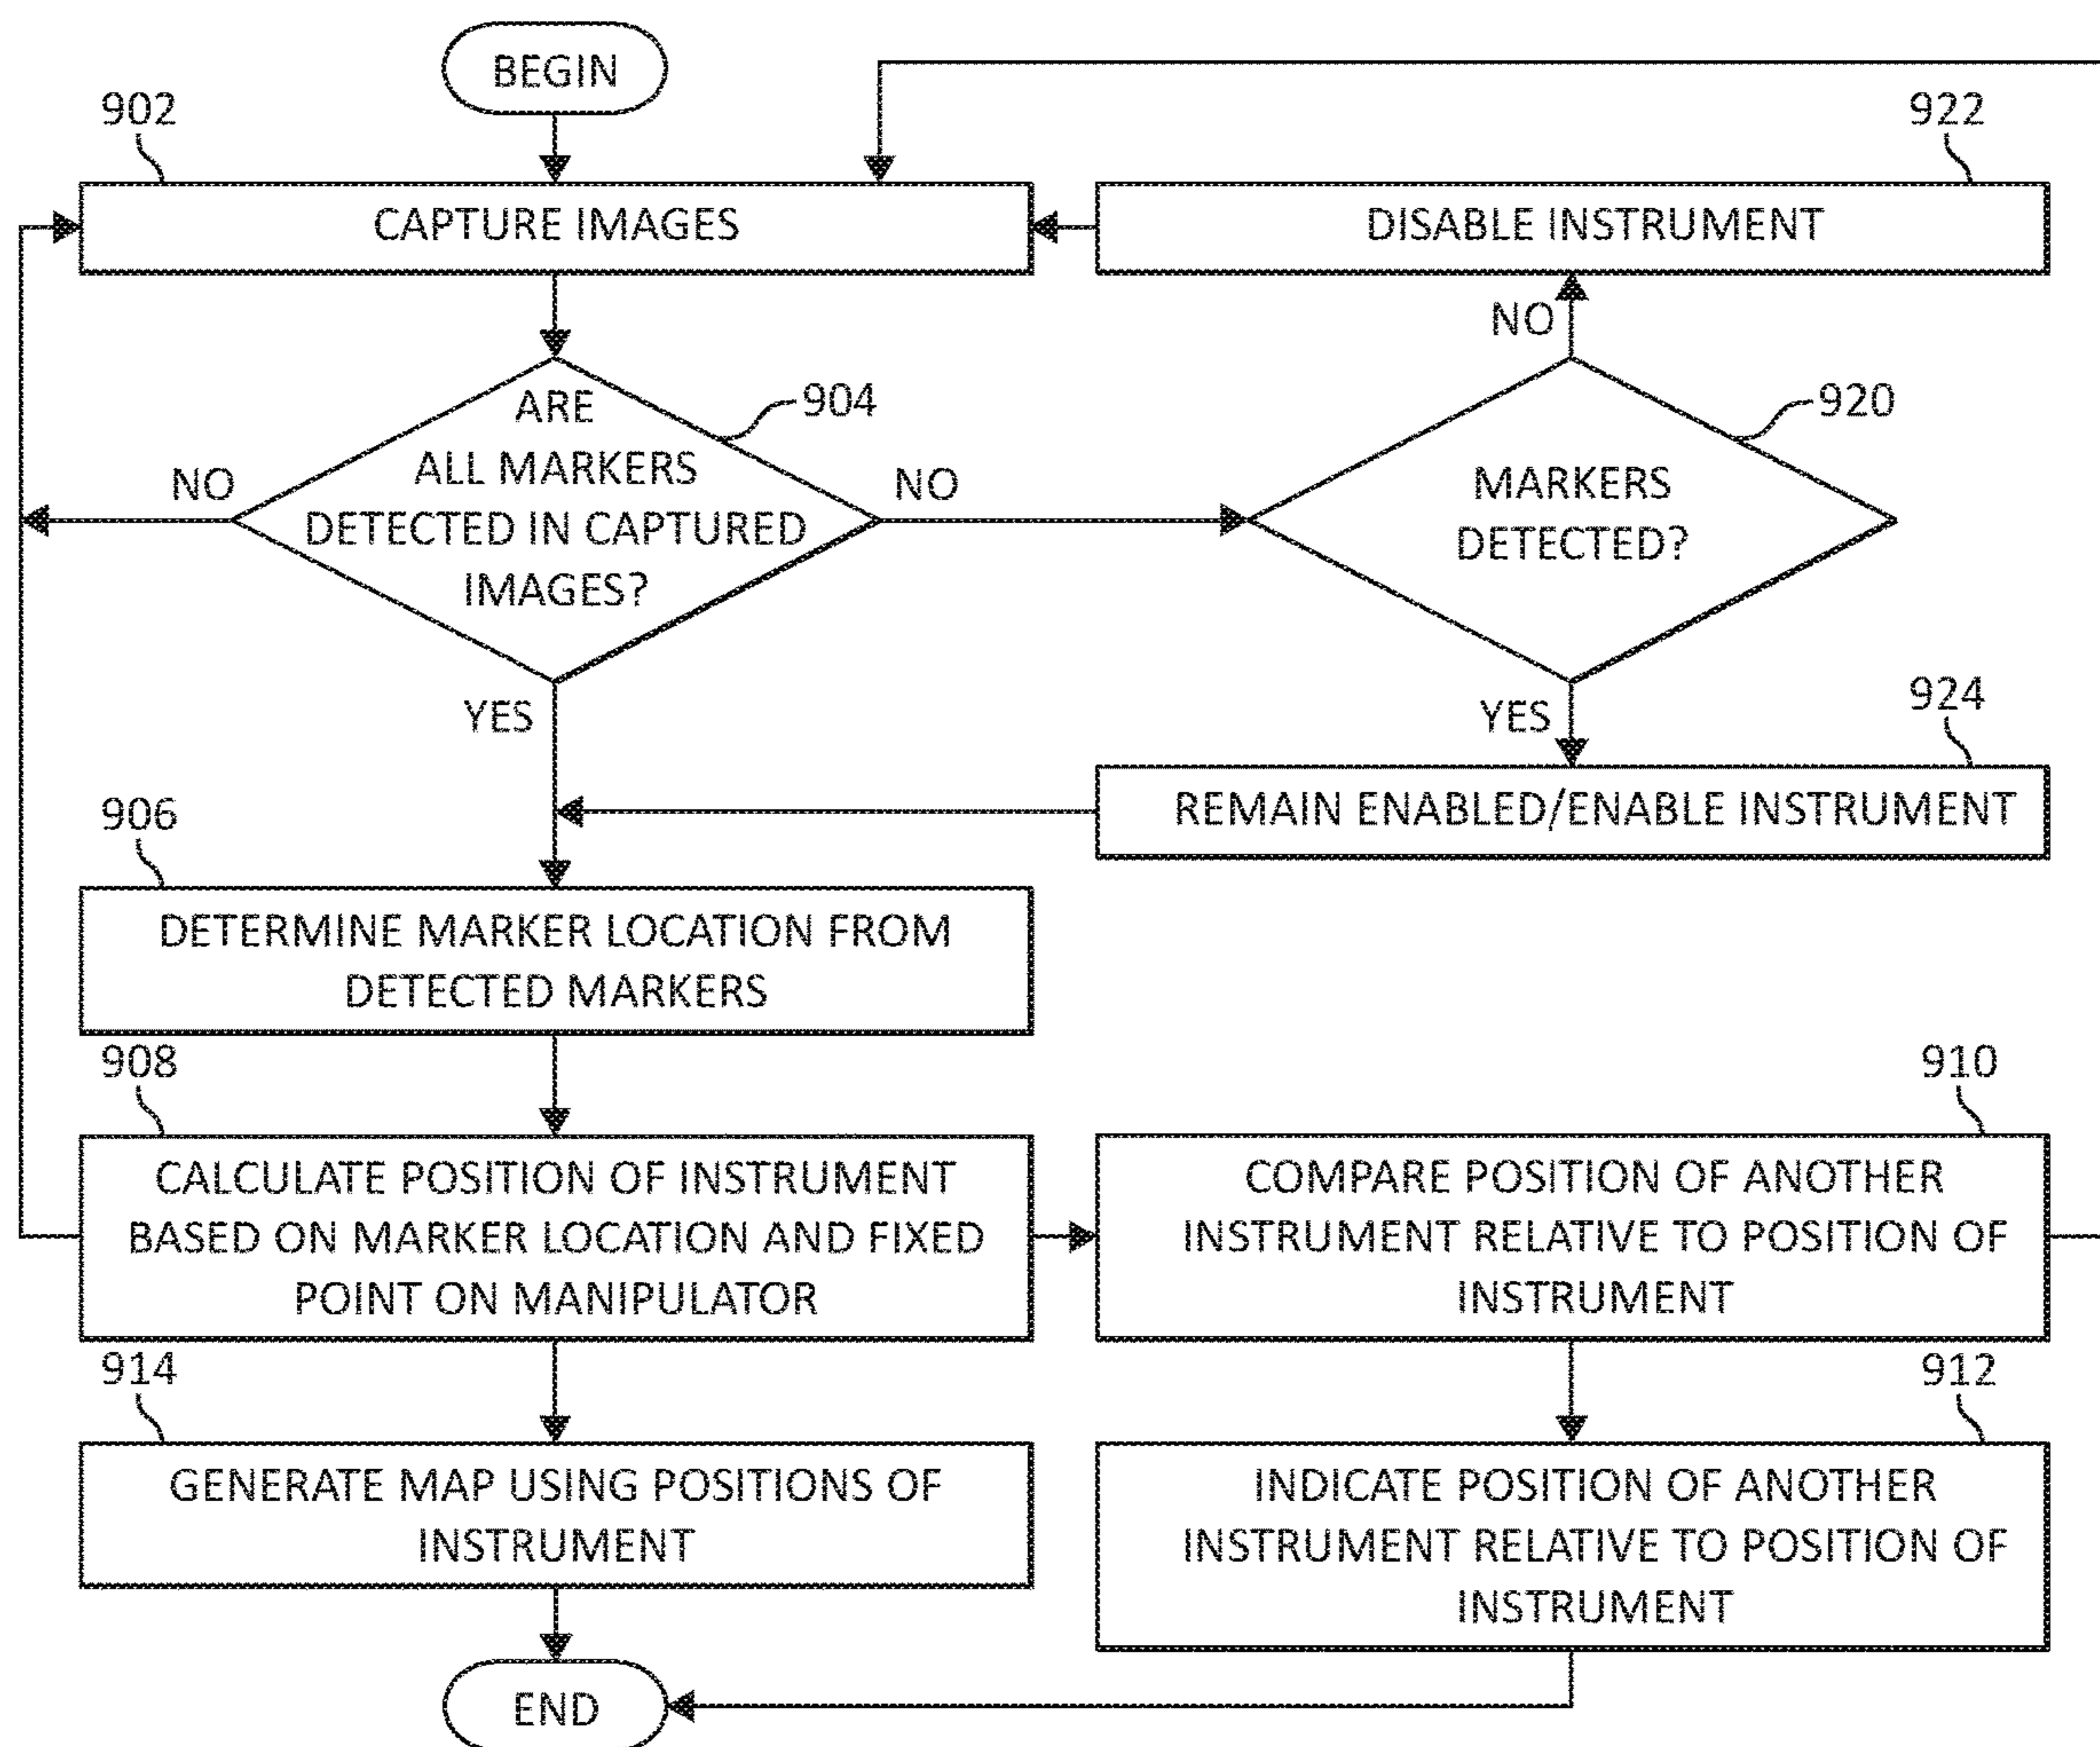 BEGIN
902
922
CAPTURE IMAGES
DISABLE INSTRUMENT
NO
904
920
ARE
ALL MARKERS
DETECTED IN CAPTURED
IMAGES?
NO
NO
MARKERS
DETECTED?
YES
YES
924
REMAIN ENABLED/ENABLE INSTRUMENT
906
DETERMINE MARKER LOCATION FROM
DETECTED MARKERS
908
910
CALCULATE POSITION OF INSTRUMENT
BASED ON MARKER LOCATION AND FIXED
POINT ON MANIPULATOR
COMPARE POSITION OF ANOTHER
INSTRUMENT RELATIVE TO POSITION OF
INSTRUMENT
914
912
GENERATE MAP USING POSITIONS OF
INSTRUMENT
INDICATE POSITION OF ANOTHER
INSTRUMENT RELATIVE TO POSITION OF
INSTRUMENT
END